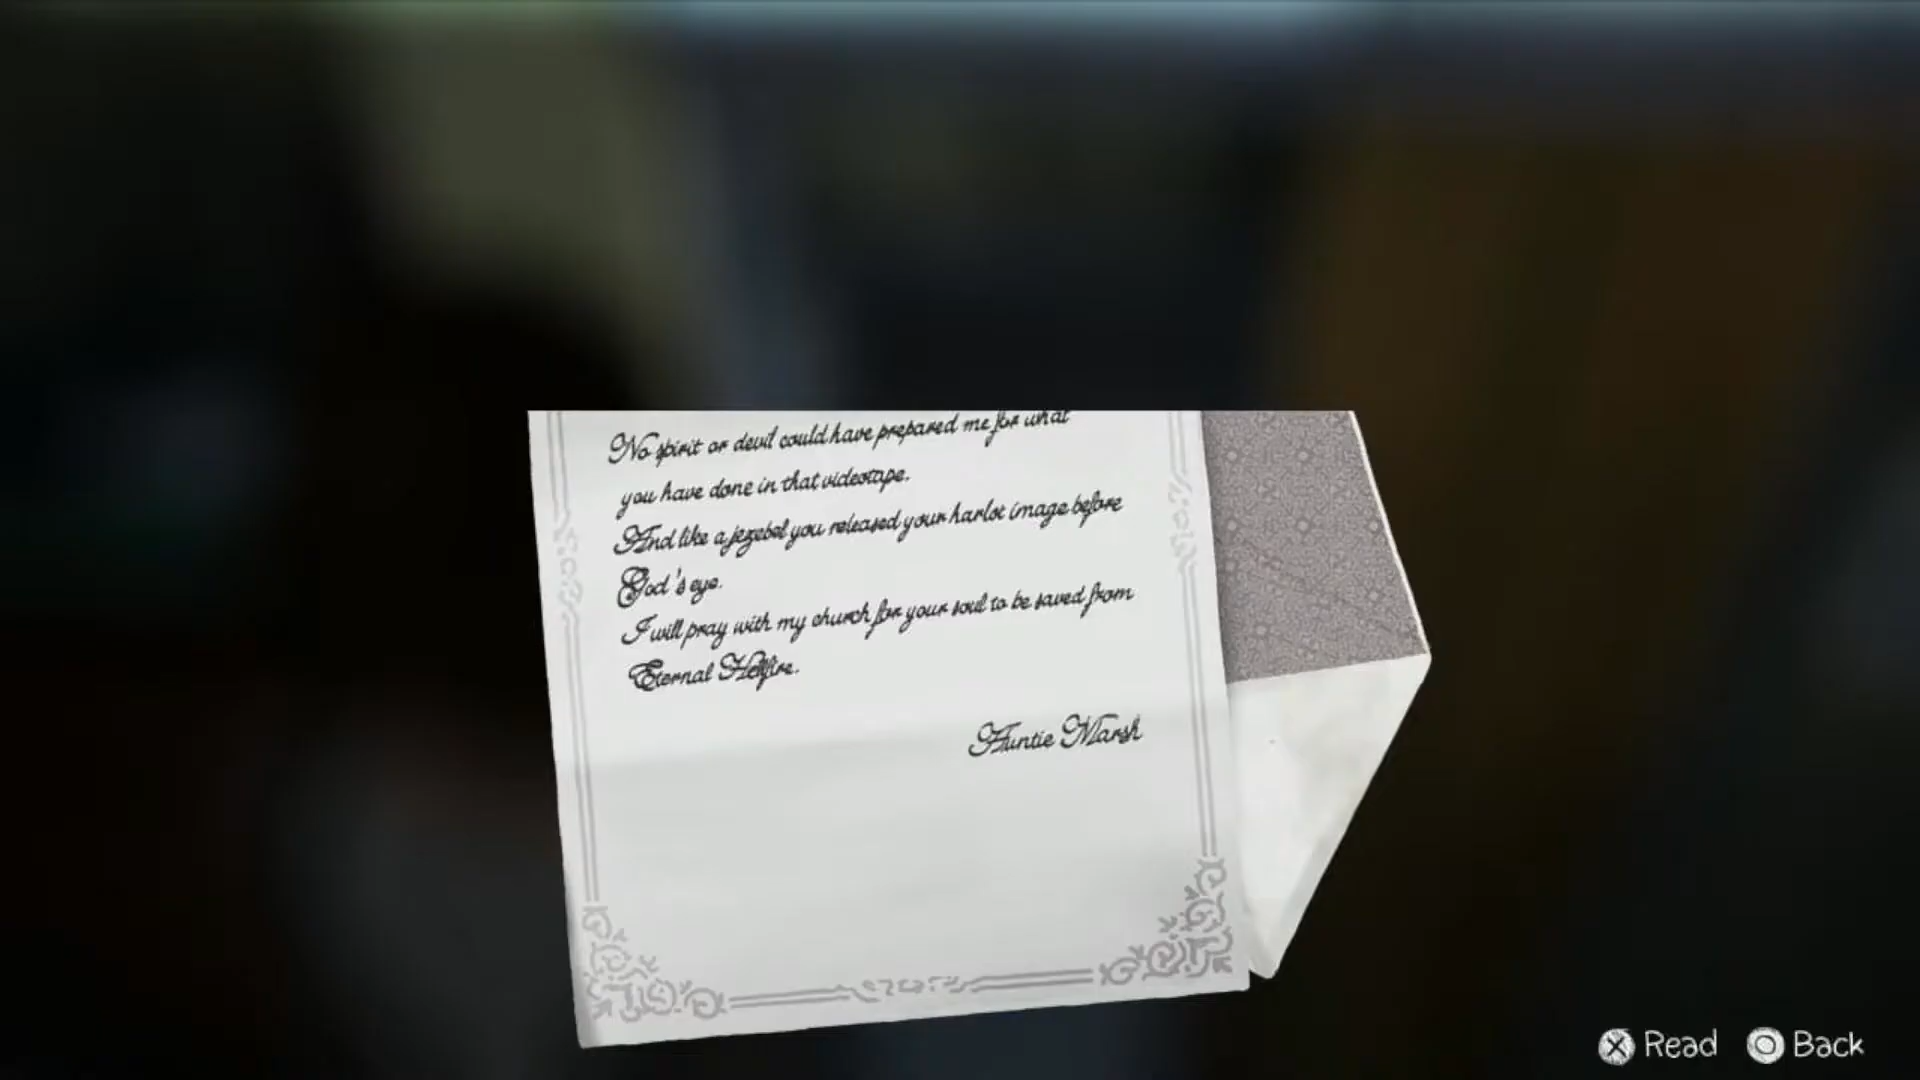 No spirit or devil could have prepared me for what
you have done in that videotape.
And like a jezebel you released your harlot image before
God's eye.
I will pray with my church for your soul to be saved from
Eternal Hellfire.
Auntie Marsh
Read Back